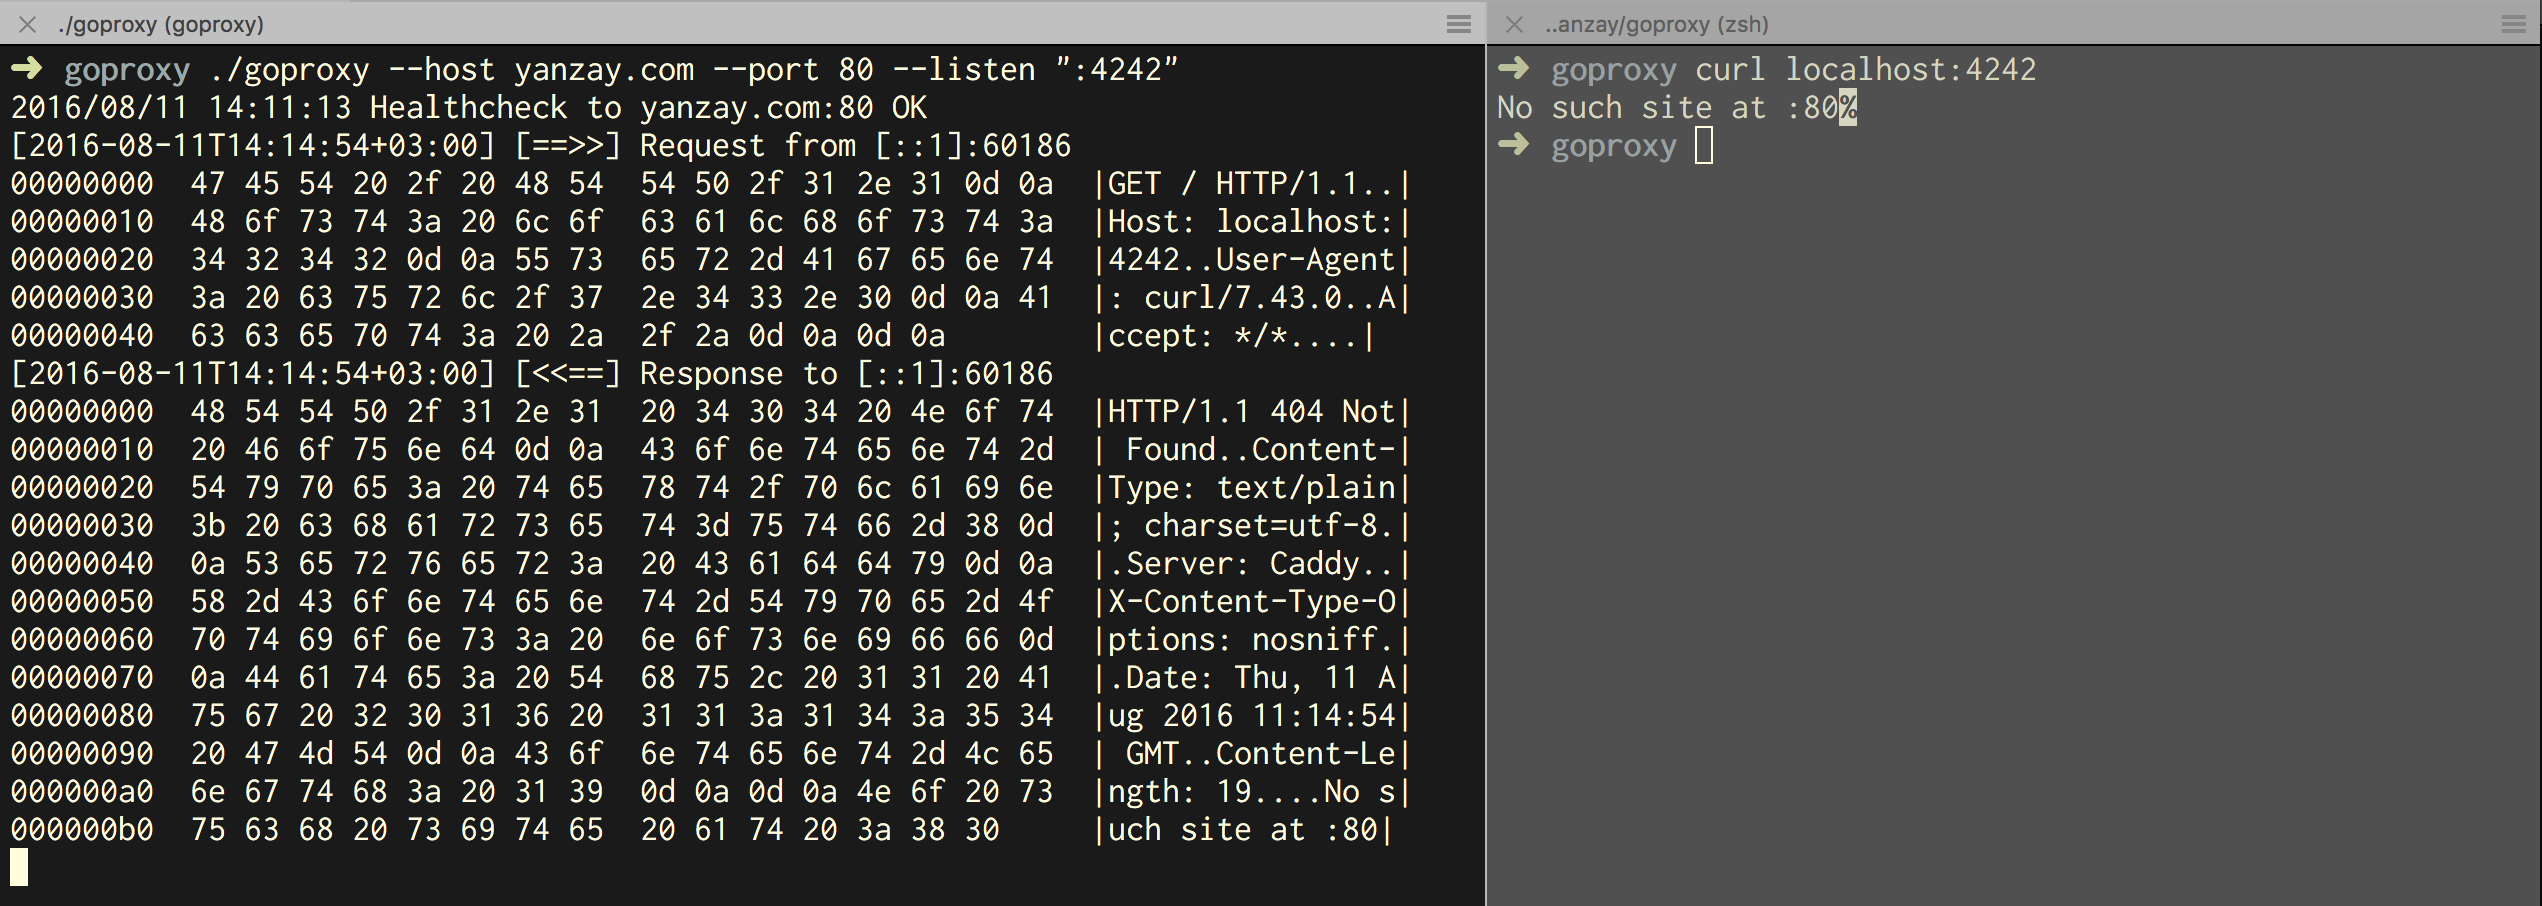 ./goproxy (goproxy)
➜ goproxy ./goproxy --host yanzay.com --port 80 --listen ":4242"
2016/08/11 14:11:13 Healthcheck to yanzay.com:80 OK
[2016-08-11T14:14:54+03:00] [==>>] Request from [::1]:60186
00000000  47 45 54 20 2f 20 48 54  54 50 2f 31 2e 31 0d 0a  |GET / HTTP/1.1..|
00000010  48 6f 73 74 3a 20 6c 6f  63 61 6c 68 6f 73 74 3a  |Host: localhost:|
00000020  34 32 34 32 0d 0a 55 73  65 72 2d 41 67 65 6e 74  |4242..User-Agent|
00000030  3a 20 63 75 72 6c 2f 37  2e 34 33 2e 30 0d 0a 41  |: curl/7.43.0..A|
00000040  63 63 65 70 74 3a 20 2a  2f 2a 0d 0a 0d 0a        |ccept: */*....|
[2016-08-11T14:14:54+03:00] [<<==] Response to [::1]:60186
00000000  48 54 54 50 2f 31 2e 31  20 34 30 34 20 4e 6f 74  |HTTP/1.1 404 Not|
00000010  20 46 6f 75 6e 64 0d 0a  43 6f 6e 74 65 6e 74 2d  | Found..Content-|
00000020  54 79 70 65 3a 20 74 65  78 74 2f 70 6c 61 69 6e  |Type: text/plain|
00000030  3b 20 63 68 61 72 73 65  74 3d 75 74 66 2d 38 0d  |; charset=utf-8.|
00000040  0a 53 65 72 76 65 72 3a  20 43 61 64 64 79 0d 0a  |.Server: Caddy..|
00000050  58 2d 43 6f 6e 74 65 6e  74 2d 54 79 70 65 2d 4f  |X-Content-Type-O|
00000060  70 74 69 6f 6e 73 3a 20  6e 6f 73 6e 69 66 66 0d  |ptions: nosniff.|
00000070  0a 44 61 74 65 3a 20 54  68 75 2c 20 31 31 20 41  |.Date: Thu, 11 A|
00000080  75 67 20 32 30 31 36 20  31 31 3a 31 34 3a 35 34  |ug 2016 11:14:54|
00000090  20 47 4d 54 0d 0a 43 6f  6e 74 65 6e 74 2d 4c 65  | GMT..Content-Le|
000000a0  6e 67 74 68 3a 20 31 39  0d 0a 0d 0a 4e 6f 20 73  |ngth: 19....No s|
000000b0  75 63 68 20 73 69 74 65  20 61 74 20 3a 38 30     |uch site at :80|
..anzay/goproxy (zsh)
➜ goproxy curl localhost:4242
No such site at :80%
➜ goproxy